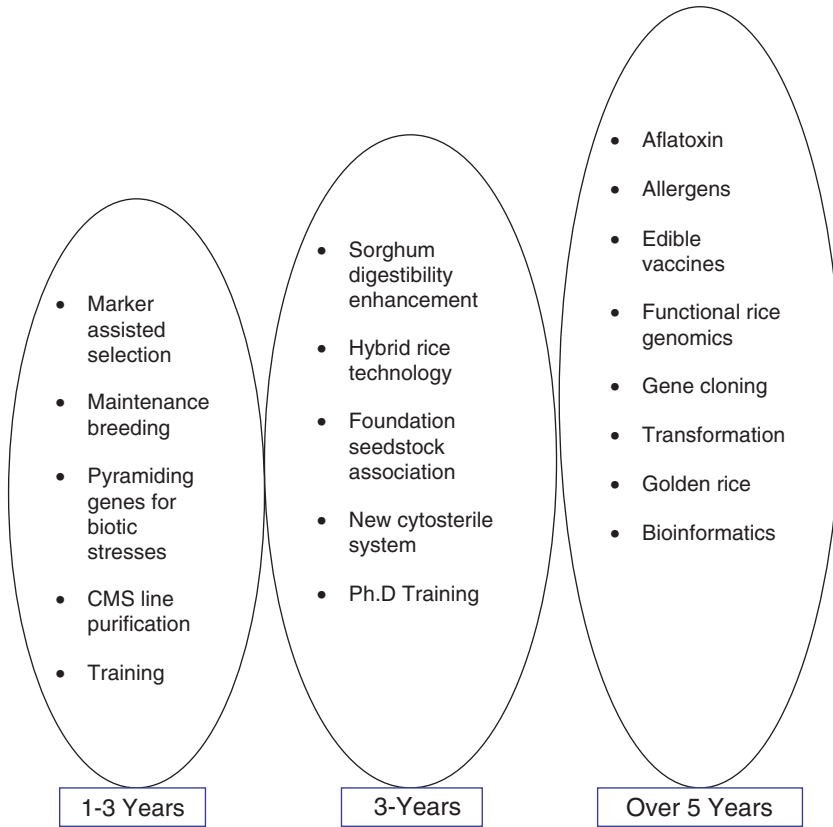 • Marker
assisted
selection
• Maintenance
breeding
• Pyramiding
genes for
biotic
stresses
• CMS line
purification
• Training
1-3 Years
• Sorghum
digestibility
enhancement
• Hybrid rice
technology
• Foundation
seedstock
association
• New cytosterile
system
• Ph.D Training
3-Years
• Aflatoxin
• Allergens
• Edible
vaccines
• Functional rice
genomics
• Gene cloning
• Transformation
• Golden rice
• Bioinformatics
Over 5 Years